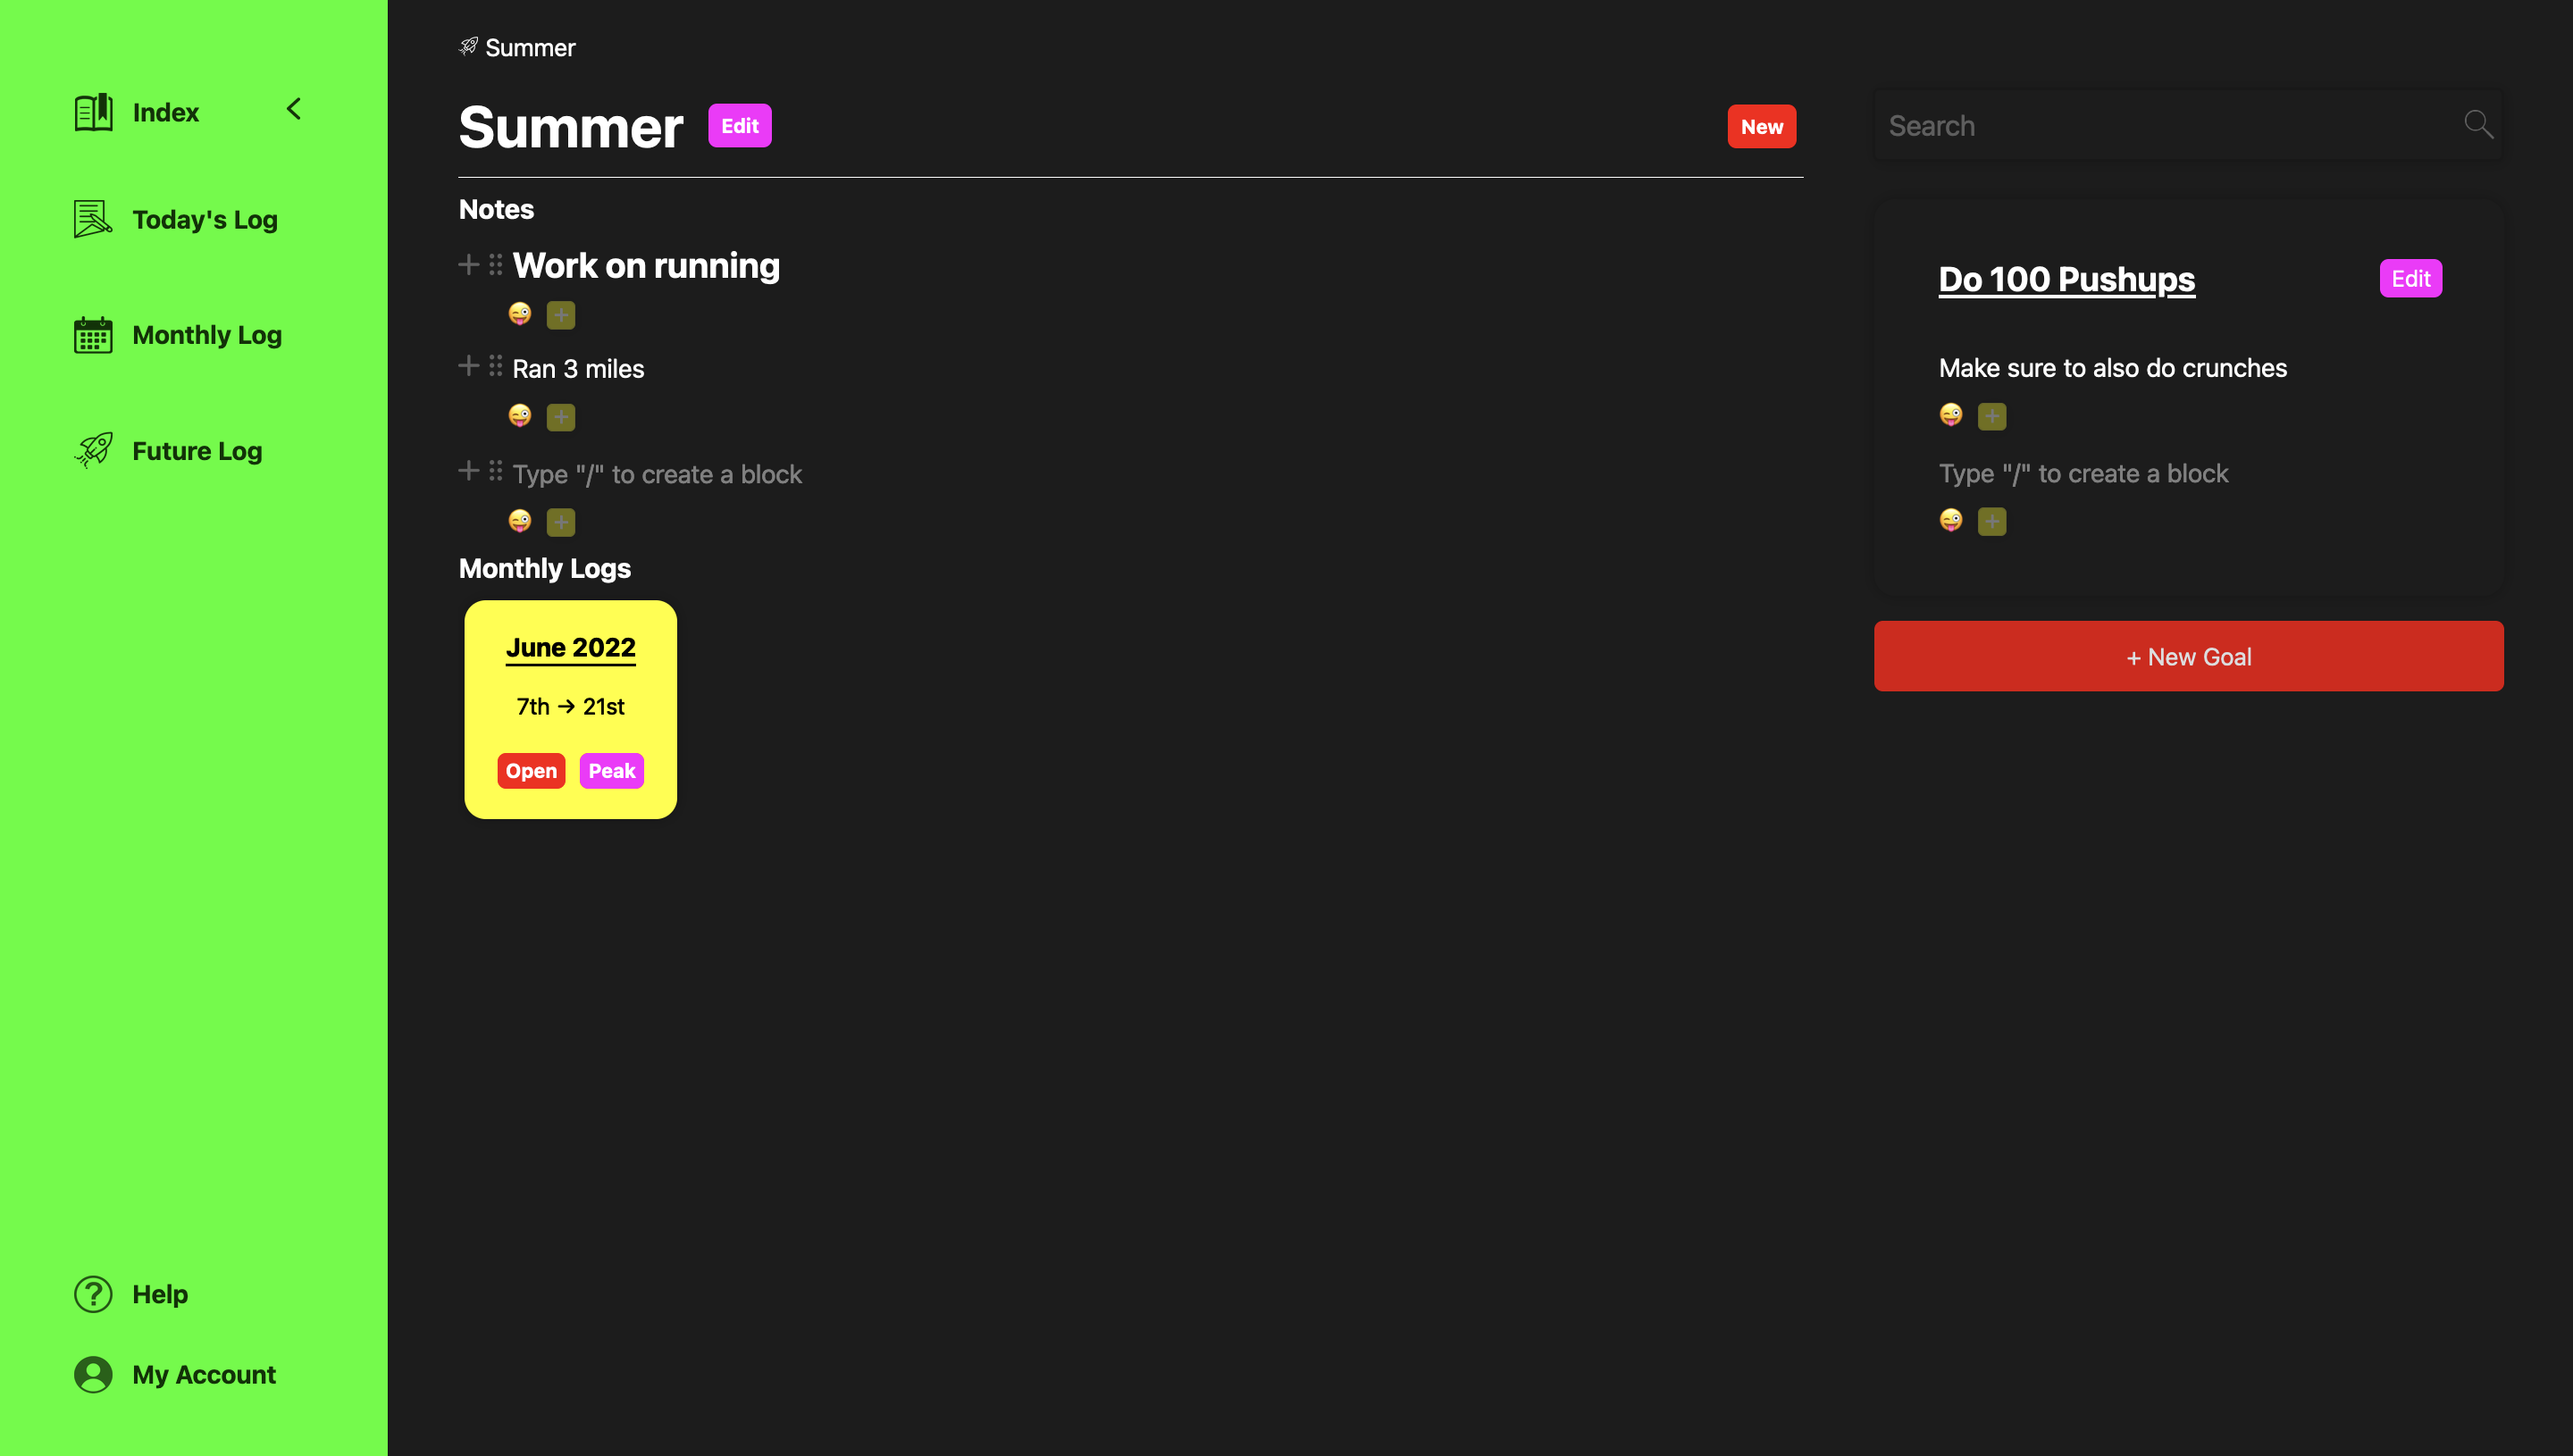 Index
Today's Log
Monthly Log
Future Log
Help
My Account
Summer
Summer
Edit
New
Notes
Work on running
Ran 3 miles
Type "/" to create a block
Monthly Logs
June 2022
7th → 21st
Open
Peak
Search
Do 100 Pushups
Edit
Make sure to also do crunches
Type "/" to create a block
+ New Goal